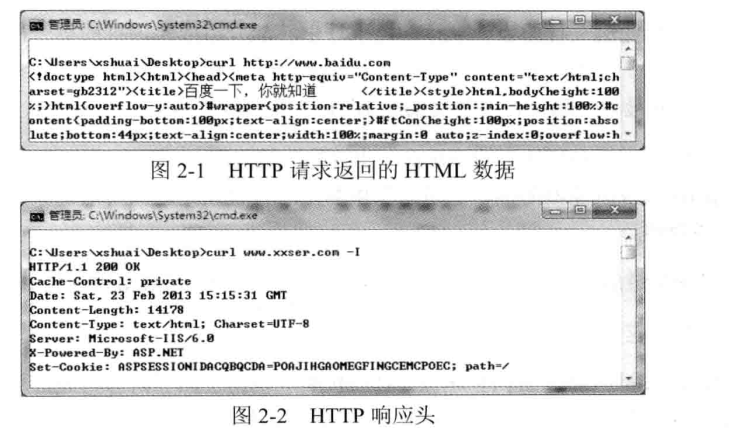 管理员: C:\Windows\System32\cmd.exe
C:\Users\xshuai\Desktop>curl http://www.baidu.com
<!doctype html><html><head><meta http-equiv="Content-Type" content="text/html;ch
arset=gb2312"><title>百度一下，你就知道      </title><style>html,body{height:100
%;}html{overflow-y:auto}#wrapper{position:relative;_position:;min-height:100%}#c
ontent{padding-bottom:100px;text-align:center;}#ftCon{height:100px;position:abso
lute;bottom:44px;text-align:center;width:100%;margin:0 auto;z-index:0;overflow:h
图 2-1 HTTP 请求返回的 HTML 数据
管理员: C:\Windows\System32\cmd.exe
C:\Users\xshuai\Desktop>curl www.xxser.com -I
HTTP/1.1 200 OK
Cache-Control: private
Date: Sat, 23 Feb 2013 15:15:31 GMT
Content-Length: 14178
Content-Type: text/html; Charset=UTF-8
Server: Microsoft-IIS/6.0
X-Powered-By: ASP.NET
Set-Cookie: ASPSESSIONIDACQBQCDA=POAJIHGAOMEGFINGCEMCPOEC; path=/
图 2-2 HTTP 响应头